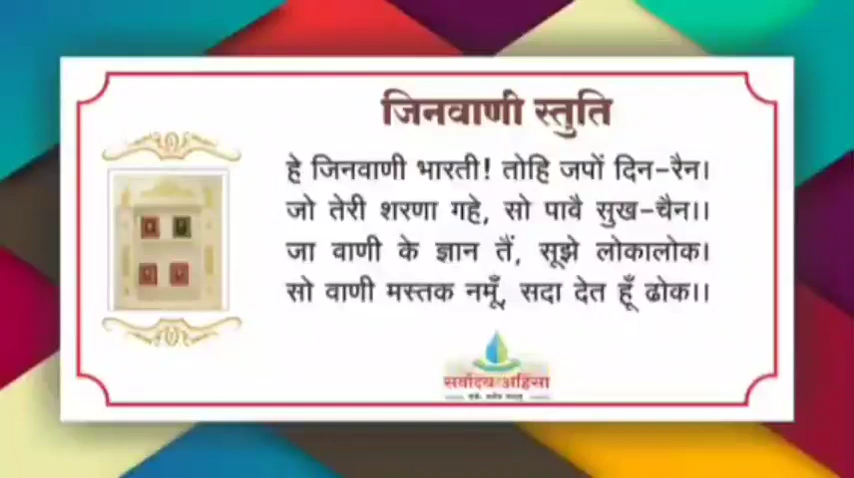 जिनवाणी स्तुति
हे जिनवाणी भारती! तोहि जपों दिन-रैन।
जो तेरी शरणा गहे, सो पावै सुख-चैन।।
जा वाणी के ज्ञान तैं, सूझे लोकालोक।
सो वाणी मस्तक नमूँ, सदा देत हूँ ढोक।।
सर्वोदय अहिंसा